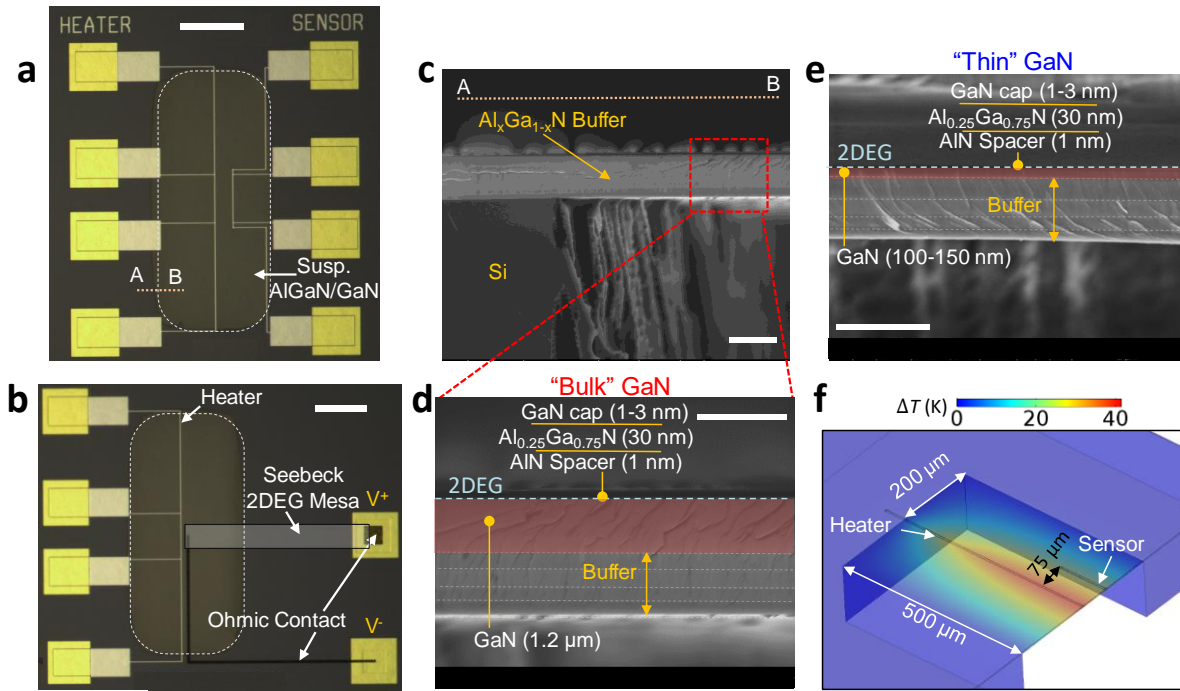 a
HEATER
SENSOR
A
B
Susp.
AlGaN/GaN
b
Heater
Seebeck
2DEG Mesa
V+
Ohmic Contact
V-
c
A
B
AlxGa1-xN Buffer
Si
"Bulk" GaN
d
GaN cap (1-3 nm)
Al0.25Ga0.75N (30 nm)
AlN Spacer (1 nm)
2DEG
Buffer
GaN (1.2 µm)
"Thin" GaN
e
GaN cap (1-3 nm)
Al0.25Ga0.75N (30 nm)
AlN Spacer (1 nm)
2DEG
Buffer
GaN (100-150 nm)
f
ΔT (K)
0
20
40
200 µm
Heater
Sensor
75 µm
500 µm